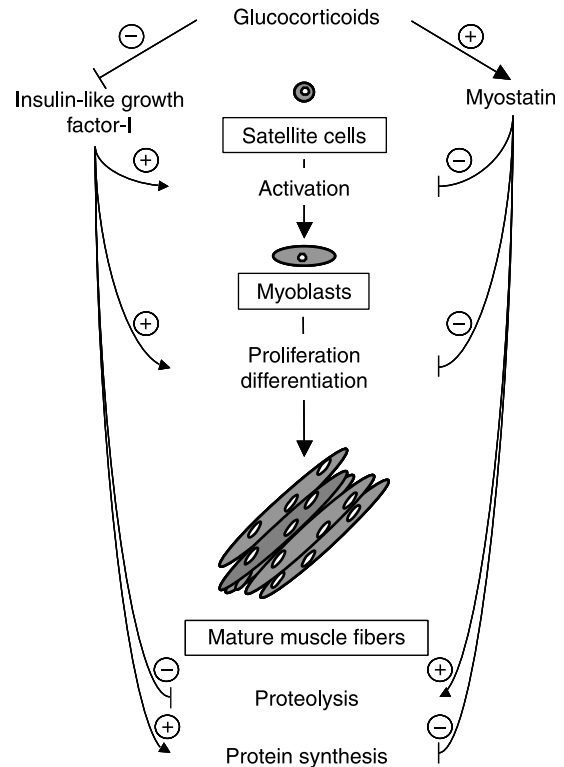 Glucocorticoids
−
+
Insulin-like growth
factor-I
Myostatin
Satellite cells
+
−
Activation
Myoblasts
+
−
Proliferation
differentiation
Mature muscle fibers
−
+
Proteolysis
+
−
Protein synthesis